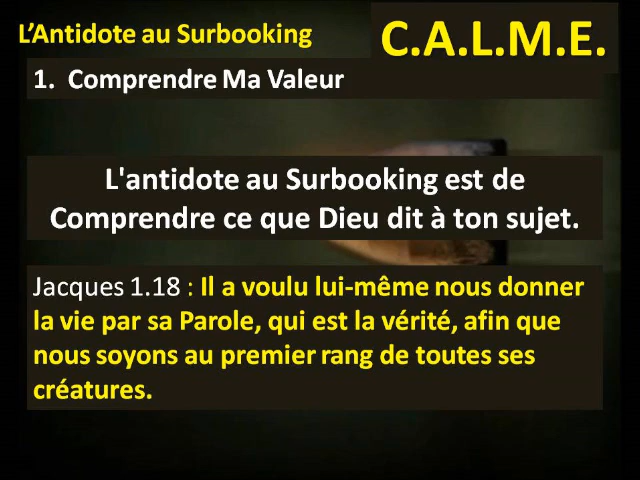 L'Antidote au Surbooking
C.A.L.M.E.
1. Comprendre Ma Valeur
L'antidote au Surbooking est de
Comprendre ce que Dieu dit à ton sujet.
Jacques 1.18 : Il a voulu lui-même nous donner
la vie par sa Parole, qui est la vérité, afin que
nous soyons au premier rang de toutes ses
créatures.